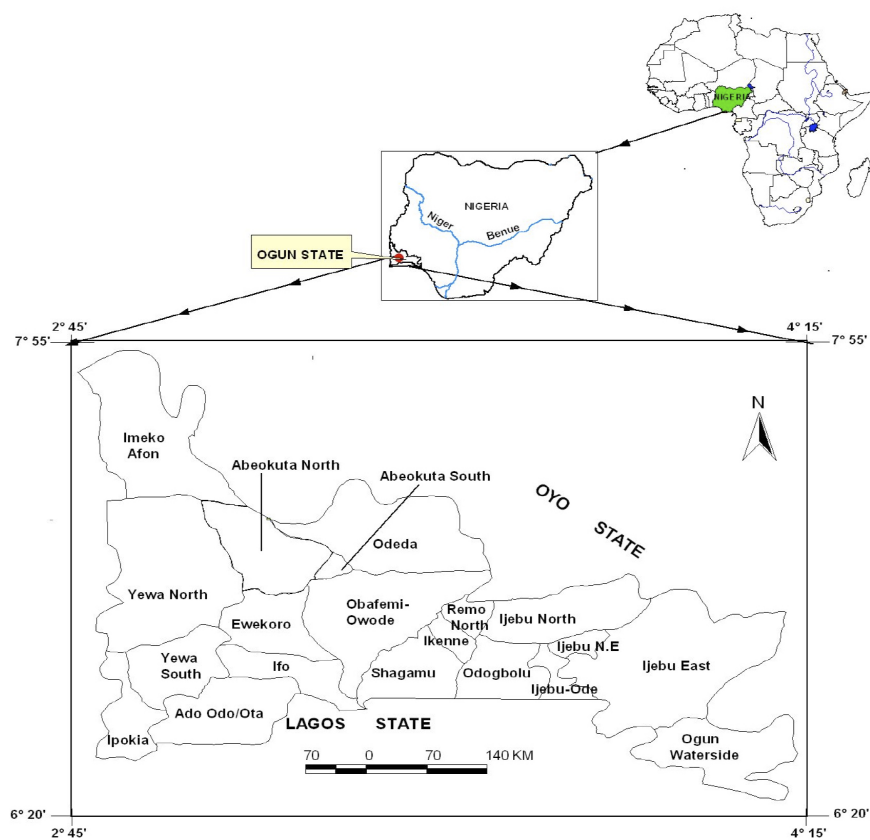 NIGERIA
NIGERIA
Niger
Benue
OGUN STATE
2° 45'
4° 15'
7° 55'
7° 55'
N
Imeko
Afon
Abeokuta North
Abeokuta South
OYO STATE
Odeda
Yewa North
Ewekoro
Obafemi-
Owode
Remo
North
Ijebu North
Ikenne
Ijebu N.E
Yewa
South
Ifo
Shagamu
Odogbolu
Ijebu East
Ijebu-Ode
Ado Odo/Ota
LAGOS STATE
Ipokia
Ogun
Waterside
70 0 70 140 KM
6° 20'
6° 20'
2° 45'
4° 15'